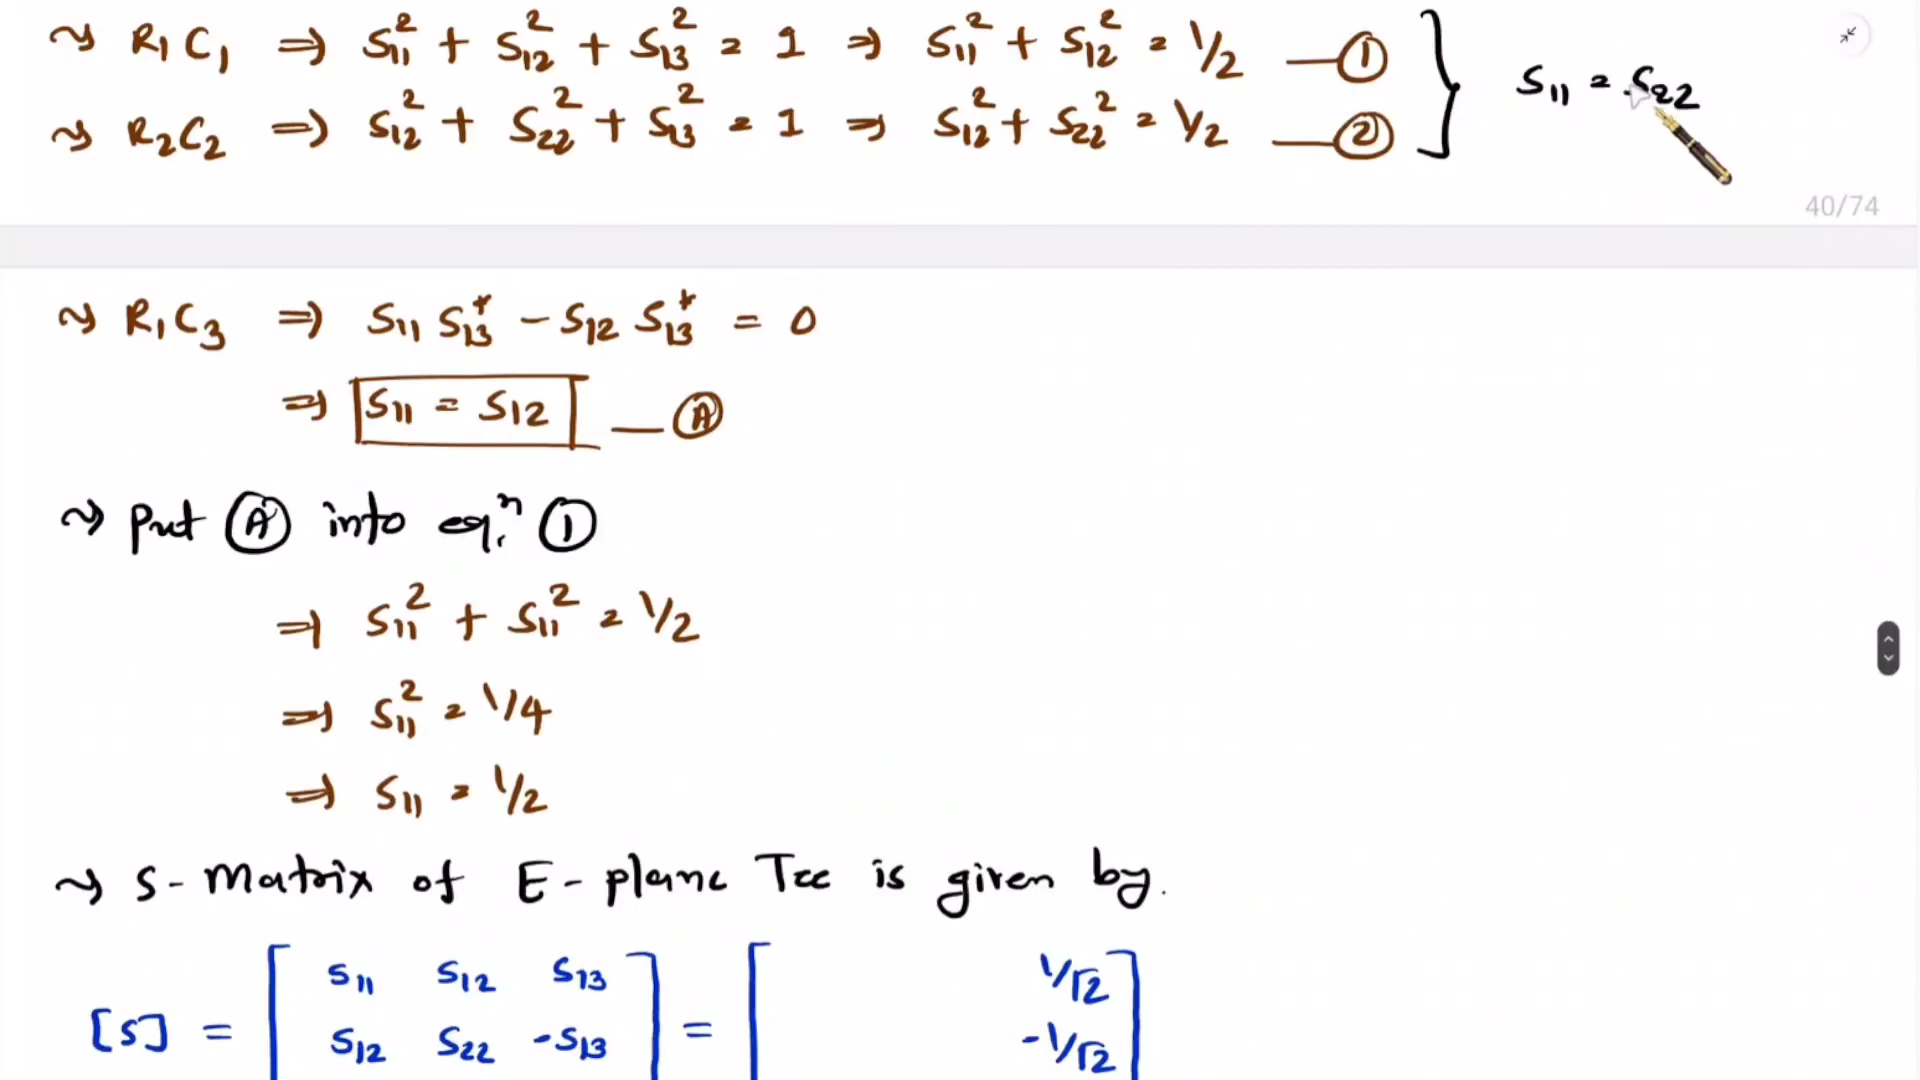 ~> R₁C₁ => S₁₁² + S₁₂² + S₁₃² = 1 => S₁₁² + S₁₂² = 1/2 —①
~> R₂C₂ => S₁₂² + S₂₂² + S₁₃² = 1 => S₁₂² + S₂₂² = 1/2 —②
S₁₁ = S₂₂
40/74
~> R₁C₃ => S₁₁ S₁₃* - S₁₂ S₁₃* = 0
=> S₁₁ = S₁₂ —Ⓐ
~> Put Ⓐ into eq.ⁿ ①
=> S₁₁² + S₁₁² = 1/2
=> S₁₁² = 1/4
=> S₁₁ = 1/2
~> S-Matrix of E-plane Tee is given by.
[S] = [ S₁₁ S₁₂ S₁₃ ] = [ 1/√2 ]
S₁₂ S₂₂ -S₁₃ -1/√2